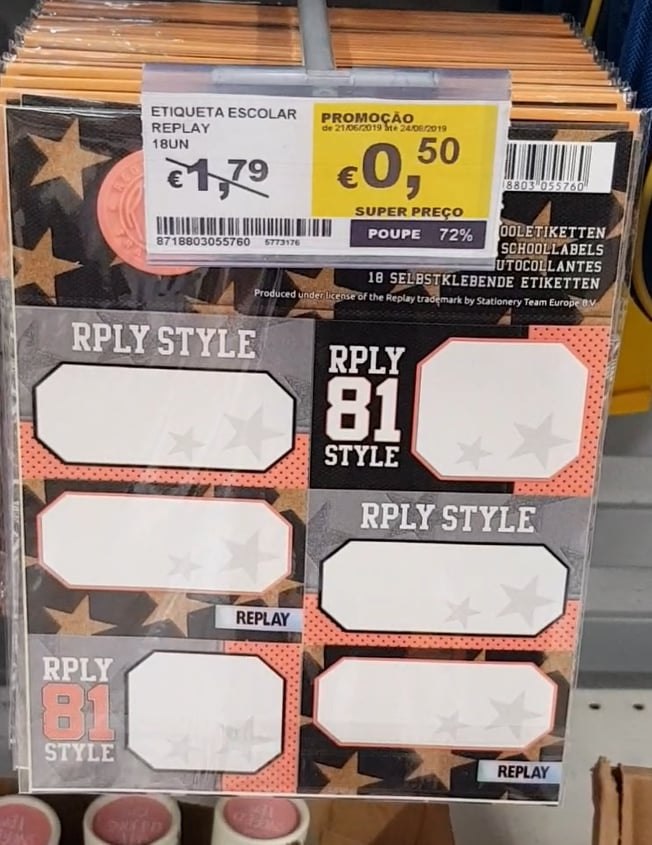 ETIQUETA ESCOLAR
REPLAY
18UN
€1,79
8718803055760 5773176
PROMOÇÃO
de 21/06/2019 até 24/08/2019
€0,50
SUPER PREÇO
POUPE 72%
8803 055760
OOLETIKETTEN
SCHOOLLABELS
UTOCOLLANTES
18 SELBSTKLEBENDE ETIKETTEN
Produced under license of the Replay trademark by Stationery Team Europe B.V.
RPLY STYLE
RPLY
81
STYLE
RPLY STYLE
REPLAY
RPLY
81
STYLE
REPLAY